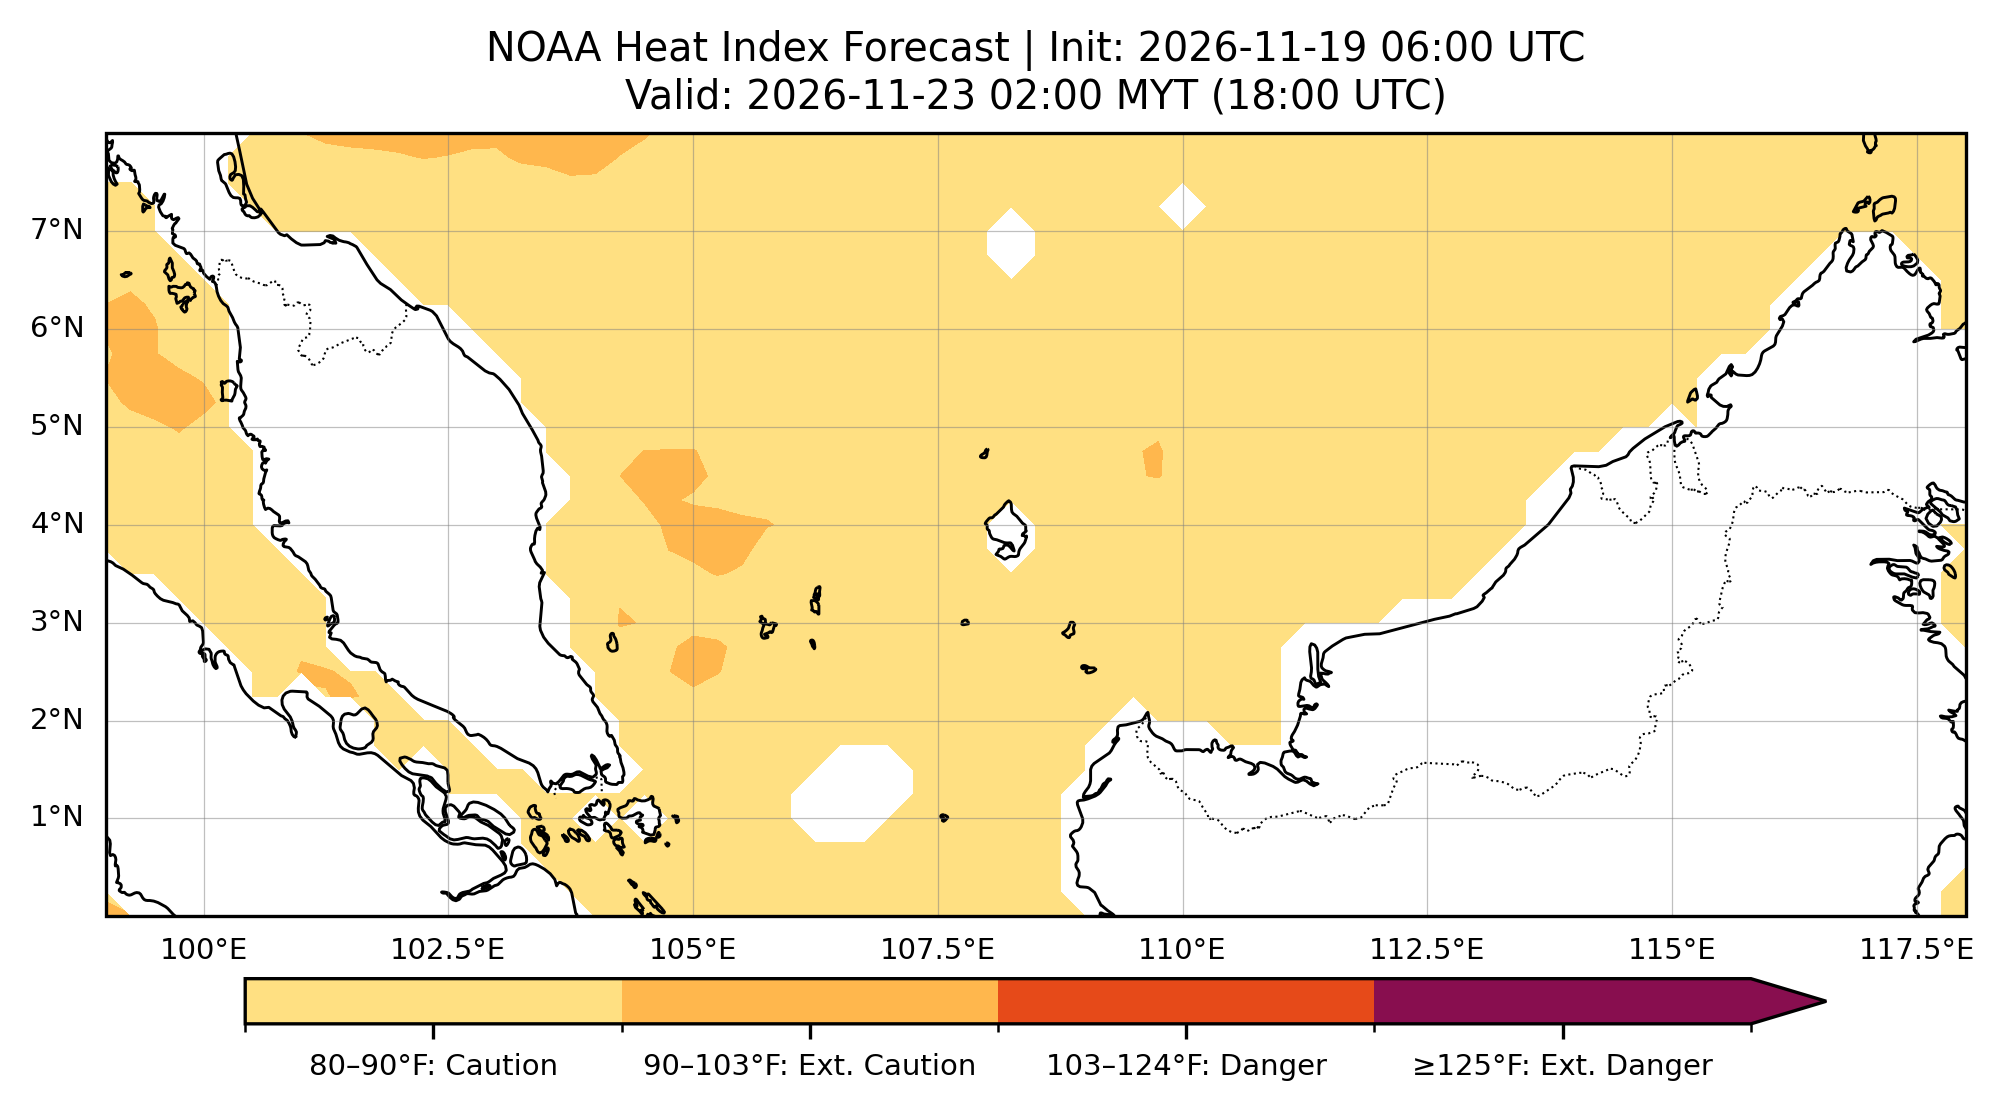 NOAA Heat Index Forecast | Init: 2026-11-19 06:00 UTC
Valid: 2026-11-23 02:00 MYT (18:00 UTC)
7°N
6°N
5°N
4°N
3°N
2°N
1°N
100°E 102.5°E 105°E 107.5°E 110°E 112.5°E 115°E 117.5°E
80–90°F: Caution 90–103°F: Ext. Caution 103–124°F: Danger ≥125°F: Ext. Danger